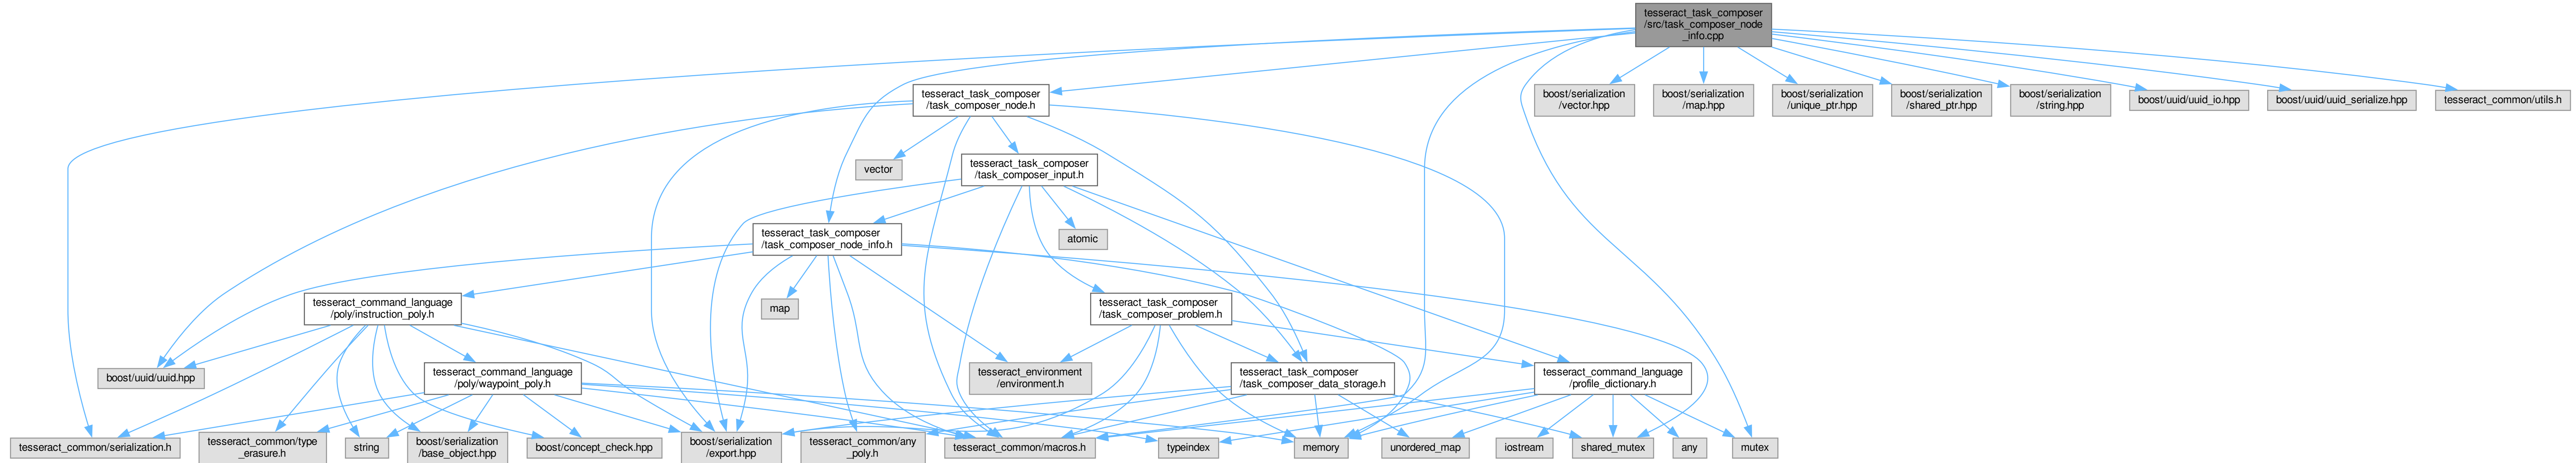 tesseract_task_composer
/src/task_composer_node
_info.cpp
tesseract_task_composer
/task_composer_node.h
boost/serialization
/vector.hpp
boost/serialization
/map.hpp
boost/serialization
/unique_ptr.hpp
boost/serialization
/shared_ptr.hpp
boost/serialization
/string.hpp
boost/uuid/uuid_io.hpp
boost/uuid/uuid_serialize.hpp
tesseract_common/utils.h
vector
tesseract_task_composer
/task_composer_input.h
tesseract_task_composer
/task_composer_node_info.h
atomic
tesseract_command_language
/poly/instruction_poly.h
map
tesseract_task_composer
/task_composer_problem.h
boost/uuid/uuid.hpp
tesseract_command_language
/poly/waypoint_poly.h
tesseract_environment
/environment.h
tesseract_task_composer
/task_composer_data_storage.h
tesseract_command_language
/profile_dictionary.h
tesseract_common/serialization.h
tesseract_common/type
_erasure.h
string
boost/serialization
/base_object.hpp
boost/concept_check.hpp
boost/serialization
/export.hpp
tesseract_common/any
_poly.h
tesseract_common/macros.h
typeindex
memory
unordered_map
iostream
shared_mutex
any
mutex